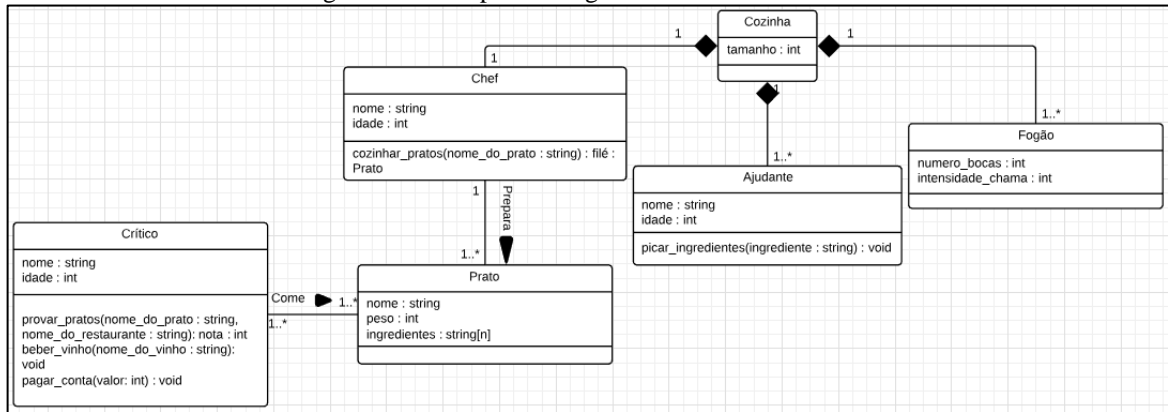 Cozinha
tamanho : int
1
1
1
1
1..*
1..*
Chef
nome : string
idade : int
cozinhar_pratos(nome_do_prato : string) : filé :
Prato
Fogão
numero_bocas : int
intensidade_chama : int
Ajudante
nome : string
idade : int
picar_ingredientes(ingrediente : string) : void
1
Prepara
1..*
Crítico
nome : string
idade : int
provar_pratos(nome_do_prato : string,
nome_do_restaurante : string): nota : int
beber_vinho(nome_do_vinho : string):
void
pagar_conta(valor: int) : void
Come
1..*
1..*
Prato
nome : string
peso : int
ingredientes : string[n]